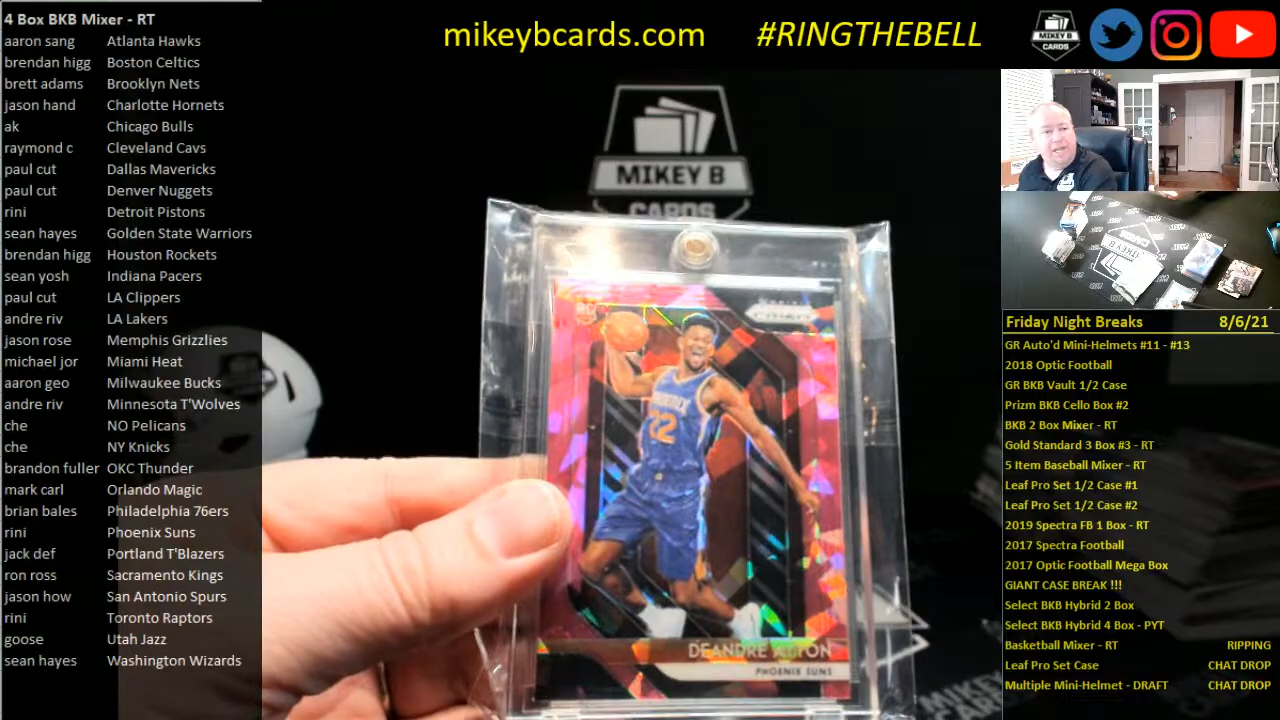 4 Box BKB Mixer - RT
aaron sang Atlanta Hawks
brendan higg Boston Celtics
brett adams Brooklyn Nets
jason hand Charlotte Hornets
ak Chicago Bulls
raymond c Cleveland Cavs
paul cut Dallas Mavericks
paul cut Denver Nuggets
rini Detroit Pistons
sean hayes Golden State Warriors
brendan higg Houston Rockets
sean yosh Indiana Pacers
paul cut LA Clippers
andre riv LA Lakers
jason rose Memphis Grizzlies
michael jor Miami Heat
aaron geo Milwaukee Bucks
andre riv Minnesota T'Wolves
che NO Pelicans
che NY Knicks
brandon fuller OKC Thunder
mark carl Orlando Magic
brian bales Philadelphia 76ers
rini Phoenix Suns
jack def Portland T'Blazers
ron ross Sacramento Kings
jason how San Antonio Spurs
rini Toronto Raptors
goose Utah Jazz
sean hayes Washington Wizards
mikeybcards.com #RINGTHEBELL
MIKEY B
CARDS
MIKEY B
CARDS
PHOENIX
22
DEANDRE AYTON
PHOENIX SUNS
Friday Night Breaks 8/6/21
GR Auto'd Mini-Helmets #11 - #13
2018 Optic Football
GR BKB Vault 1/2 Case
Prizm BKB Cello Box #2
BKB 2 Box Mixer - RT
Gold Standard 3 Box #3 - RT
5 Item Baseball Mixer - RT
Leaf Pro Set 1/2 Case #1
Leaf Pro Set 1/2 Case #2
2019 Spectra FB 1 Box - RT
2017 Spectra Football
2017 Optic Football Mega Box
GIANT CASE BREAK !!!
Select BKB Hybrid 2 Box
Select BKB Hybrid 4 Box - PYT
Basketball Mixer - RT RIPPING
Leaf Pro Set Case CHAT DROP
Multiple Mini-Helmet - DRAFT CHAT DROP